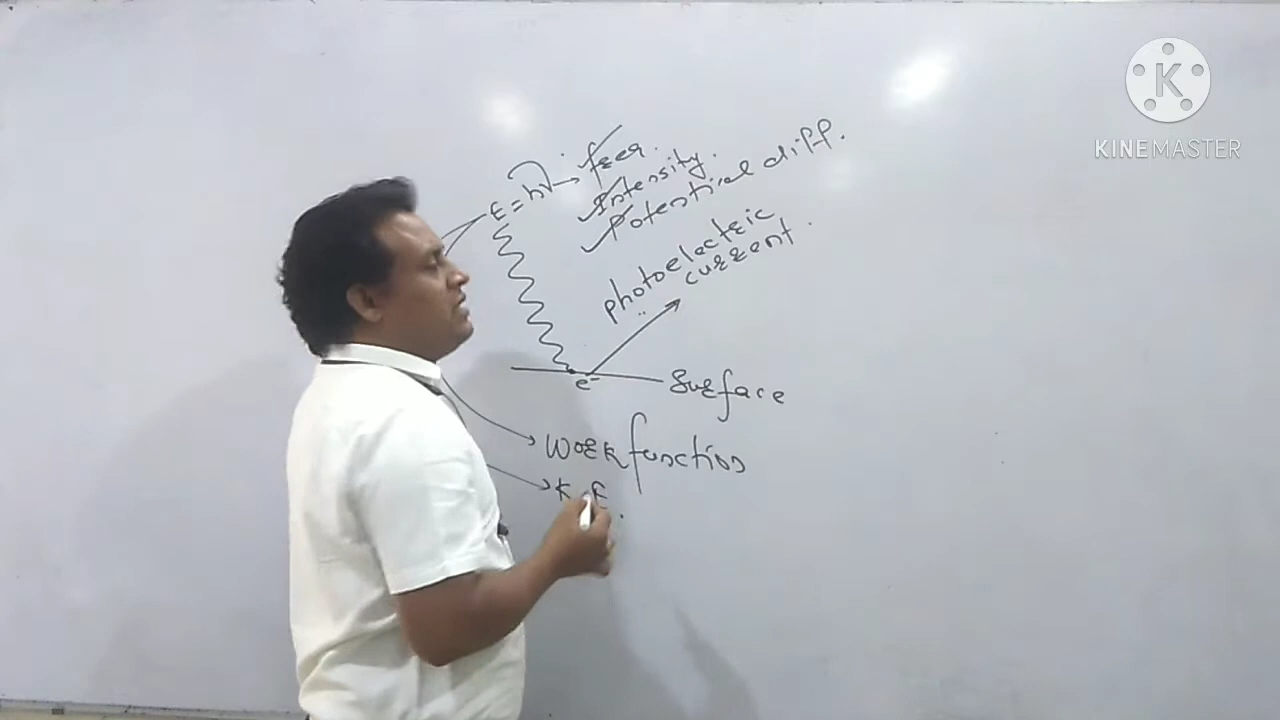 E = hν → freq.
Intensity.
Potential diff.
photoelectric
current.
e⁻
Surface
Work function
K.E.
KINEMASTER